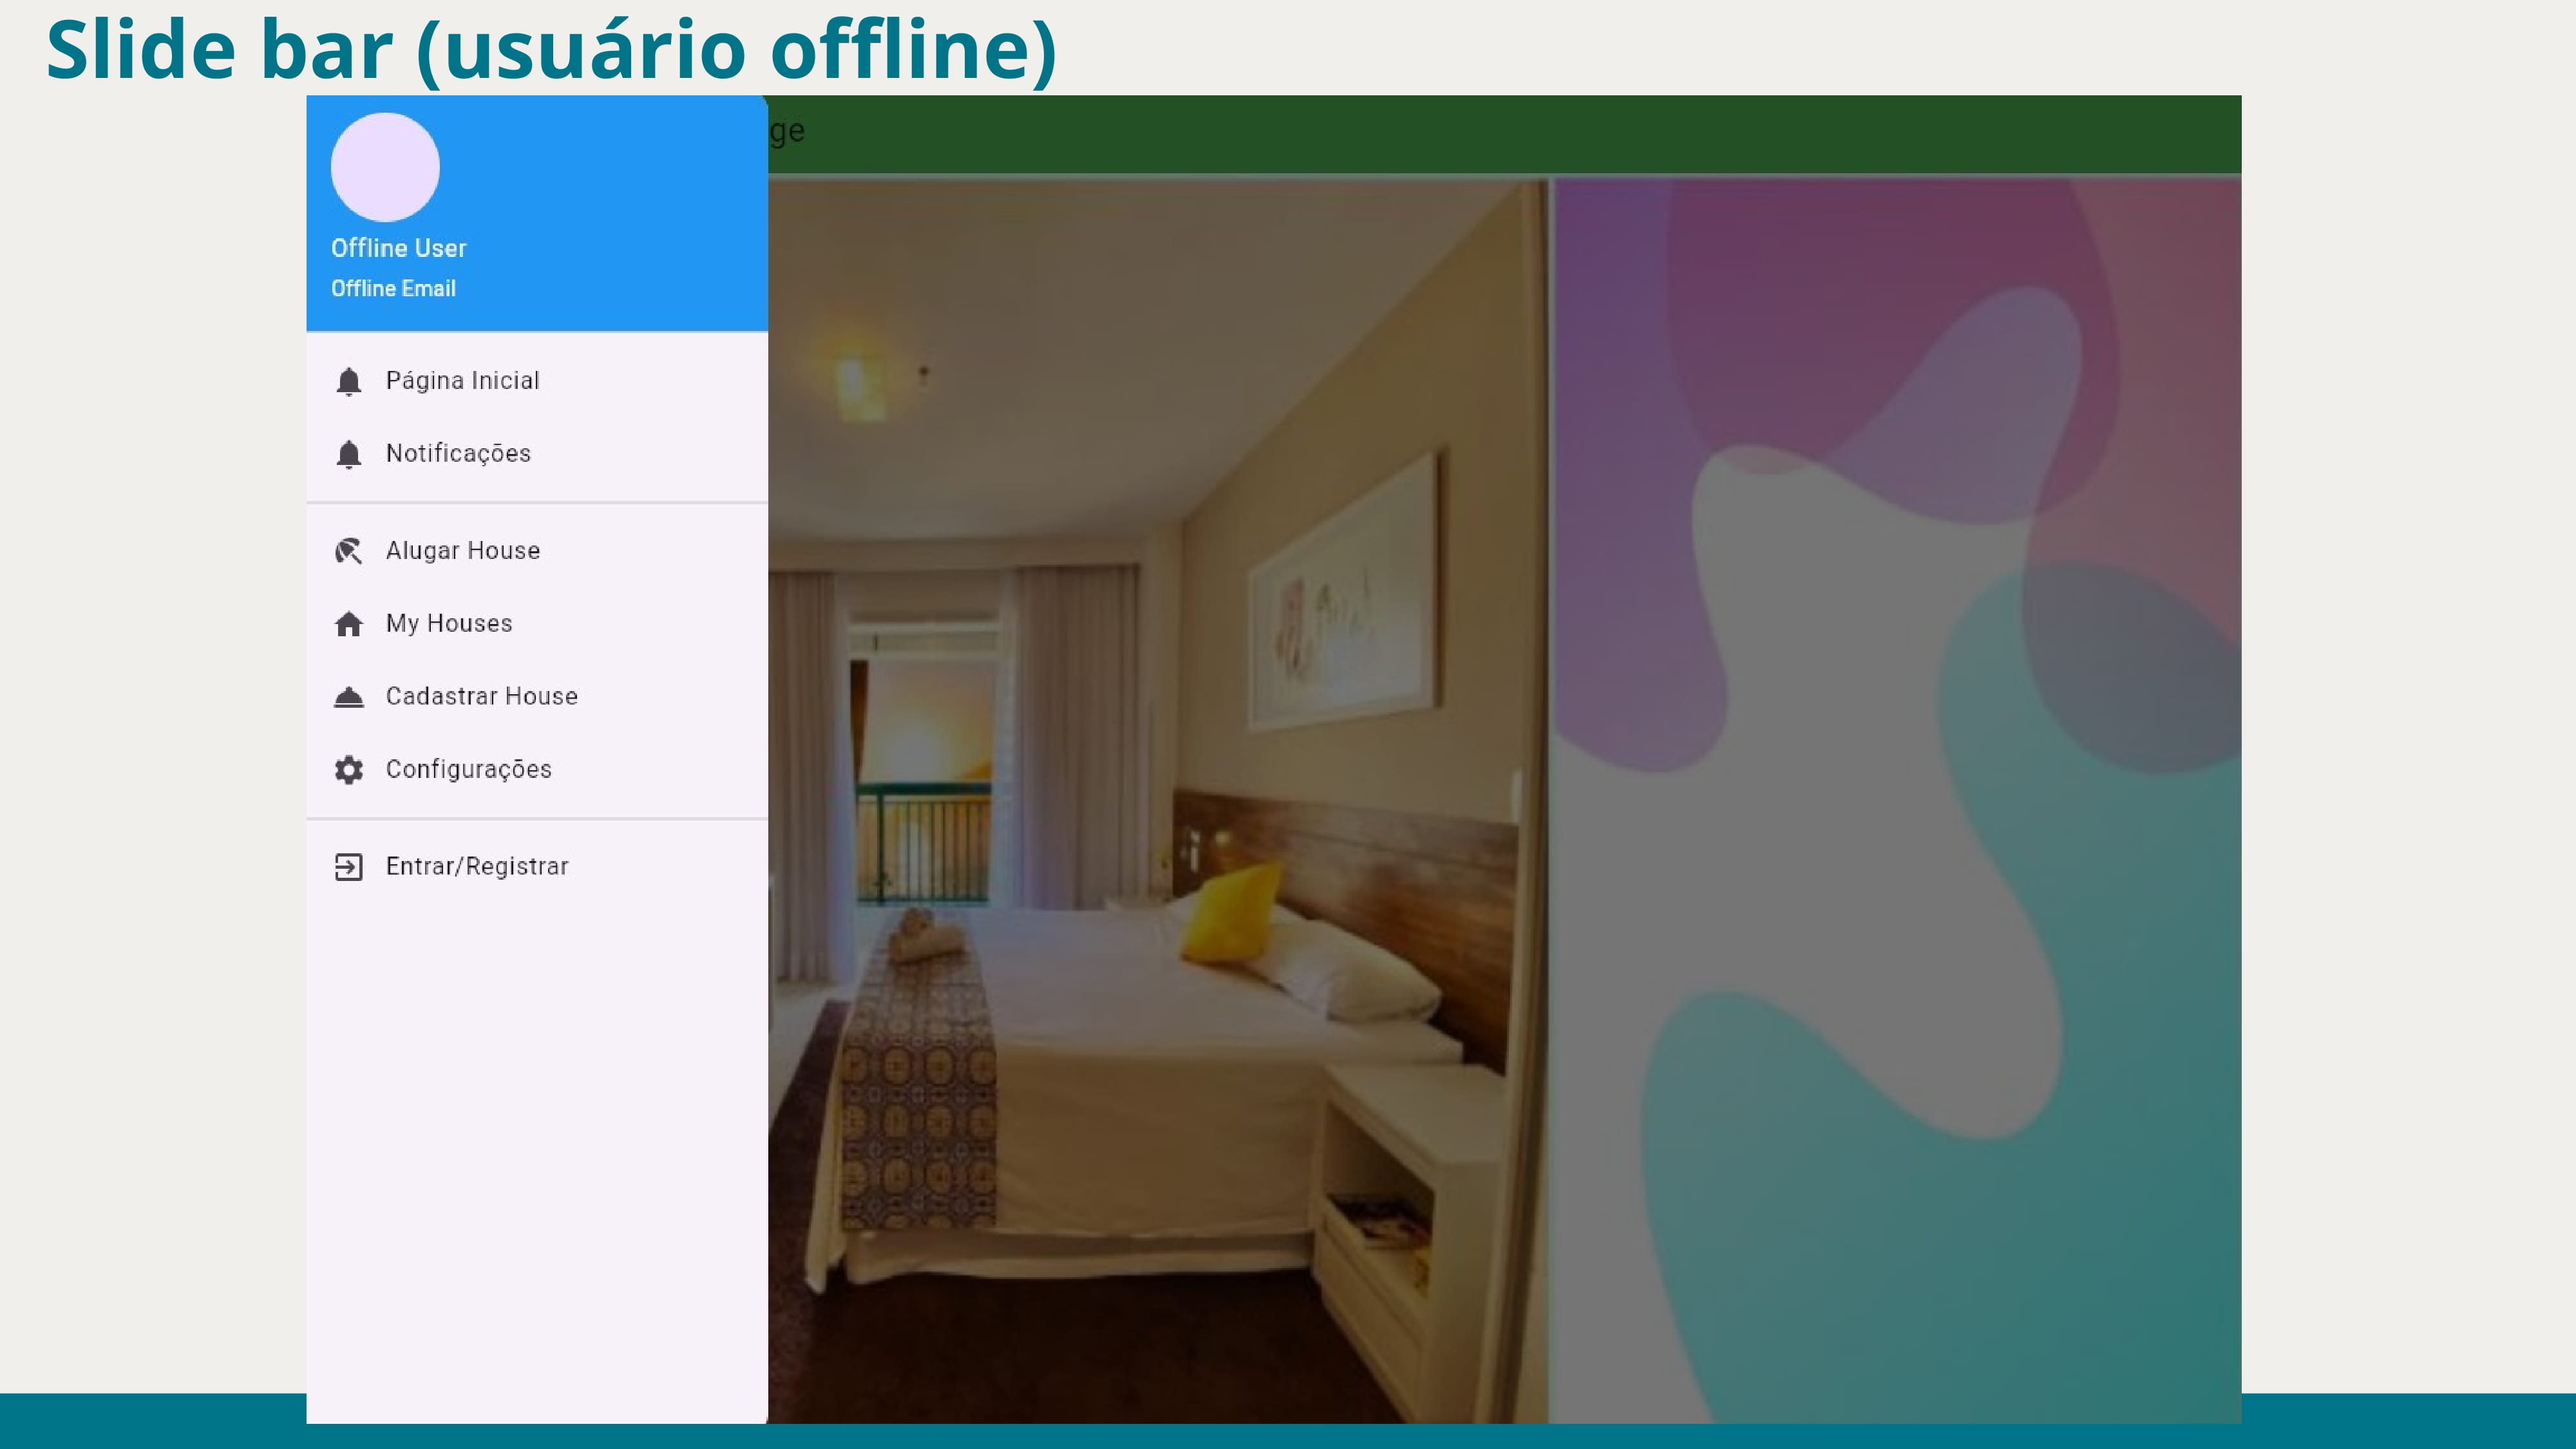 Slide bar (usuário offline)
ge
Offline User
Offline Email
Página Inicial
Notificações
Alugar House
My Houses
Cadastrar House
Configurações
Entrar/Registrar